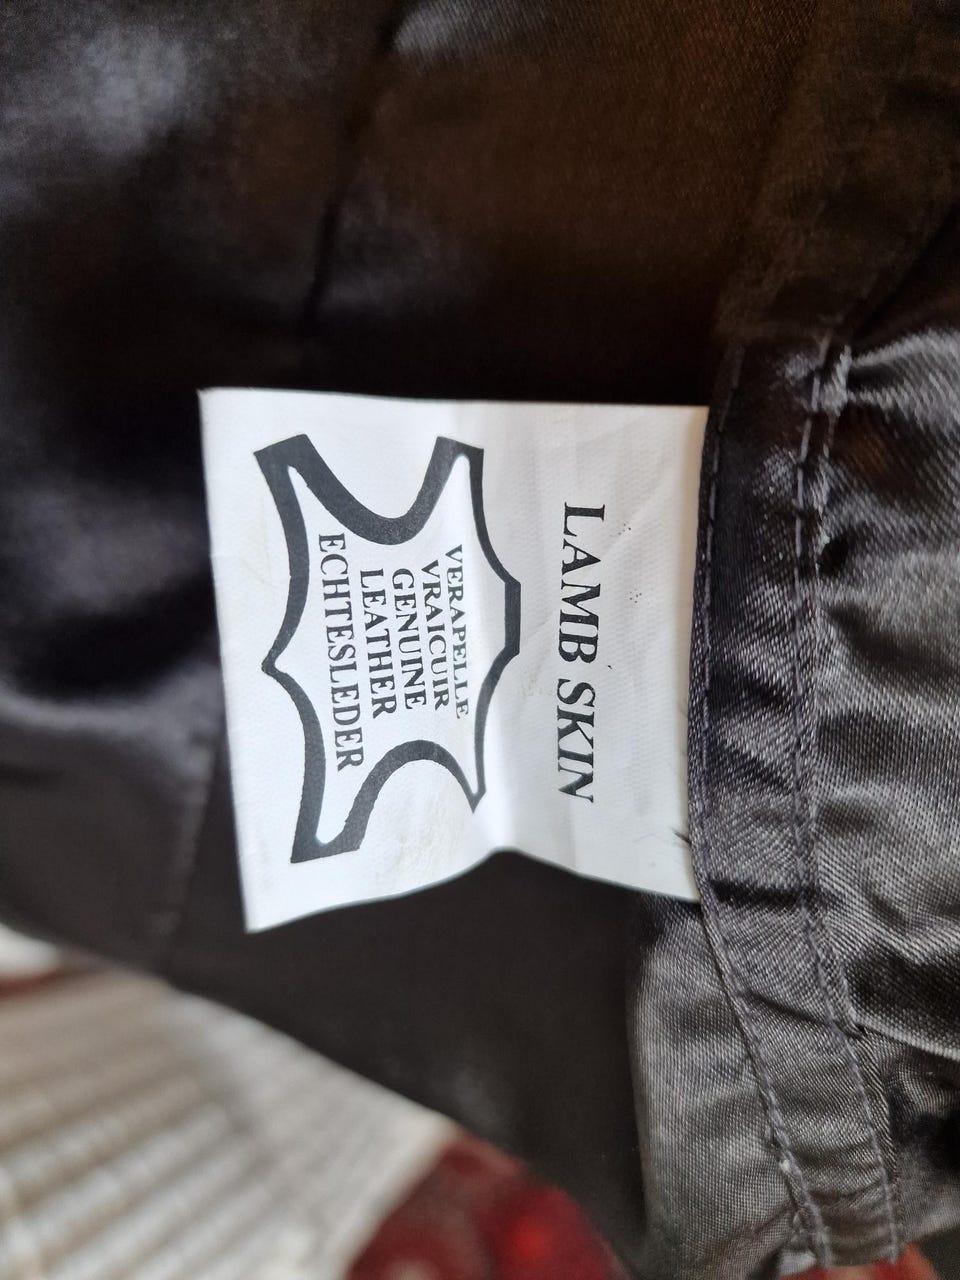 LAMB SKIN
VERAPELLE
VRAICUIR
GENUINE
LEATHER
ECHTESLEDER